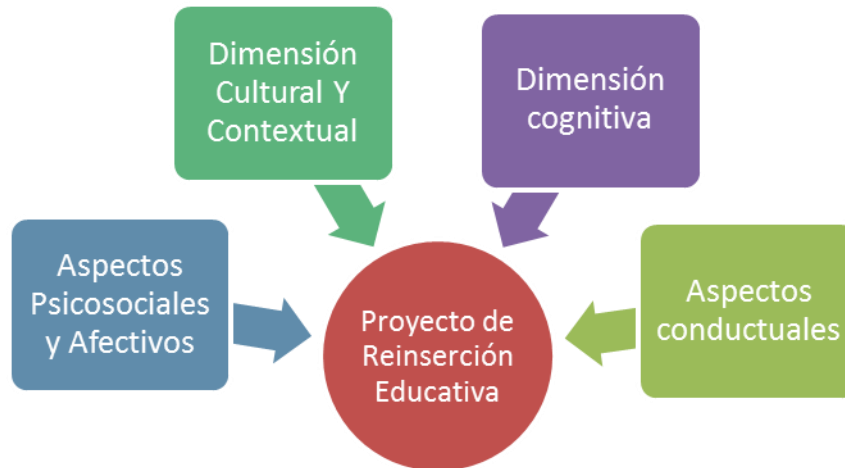 Dimensión
Cultural Y
Contextual
Dimensión
cognitiva
Aspectos
Psicosociales
y Afectivos
Proyecto de
Reinserción
Educativa
Aspectos
conductuales